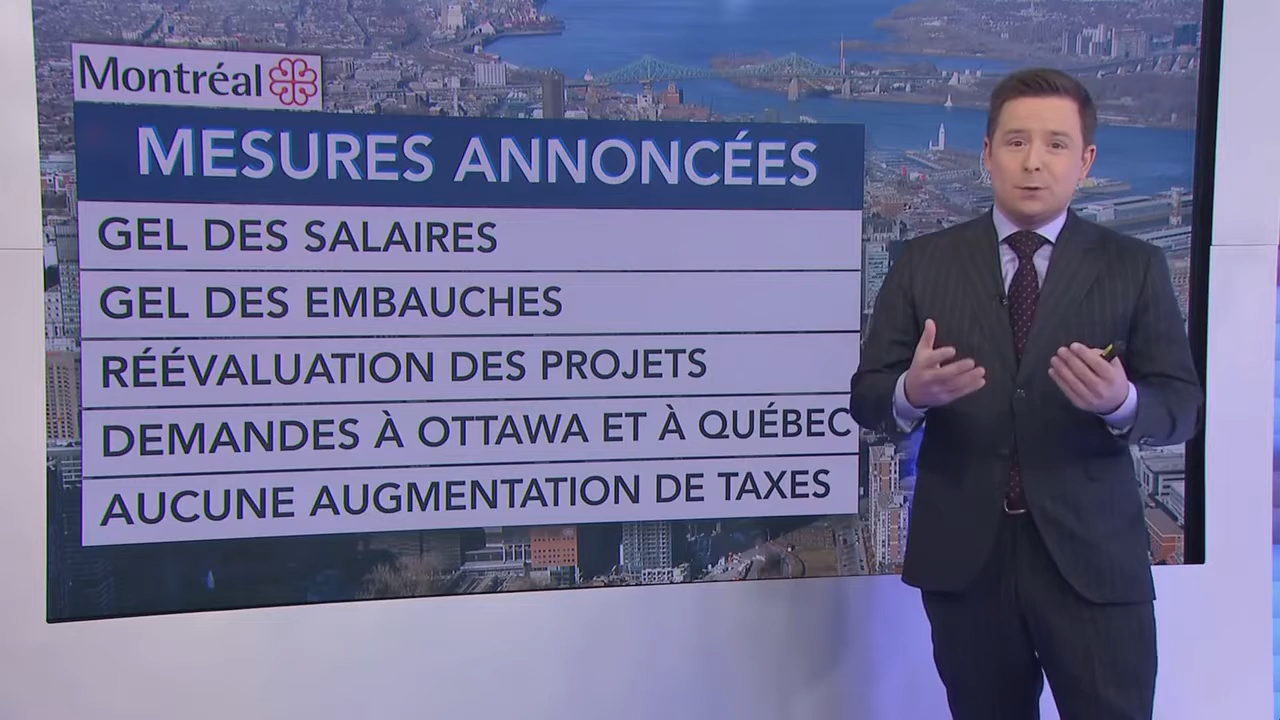 Montréal
MESURES ANNONCÉES
GEL DES SALAIRES
GEL DES EMBAUCHES
RÉÉVALUATION DES PROJETS
DEMANDES À OTTAWA ET À QUÉBEC
AUCUNE AUGMENTATION DE TAXES